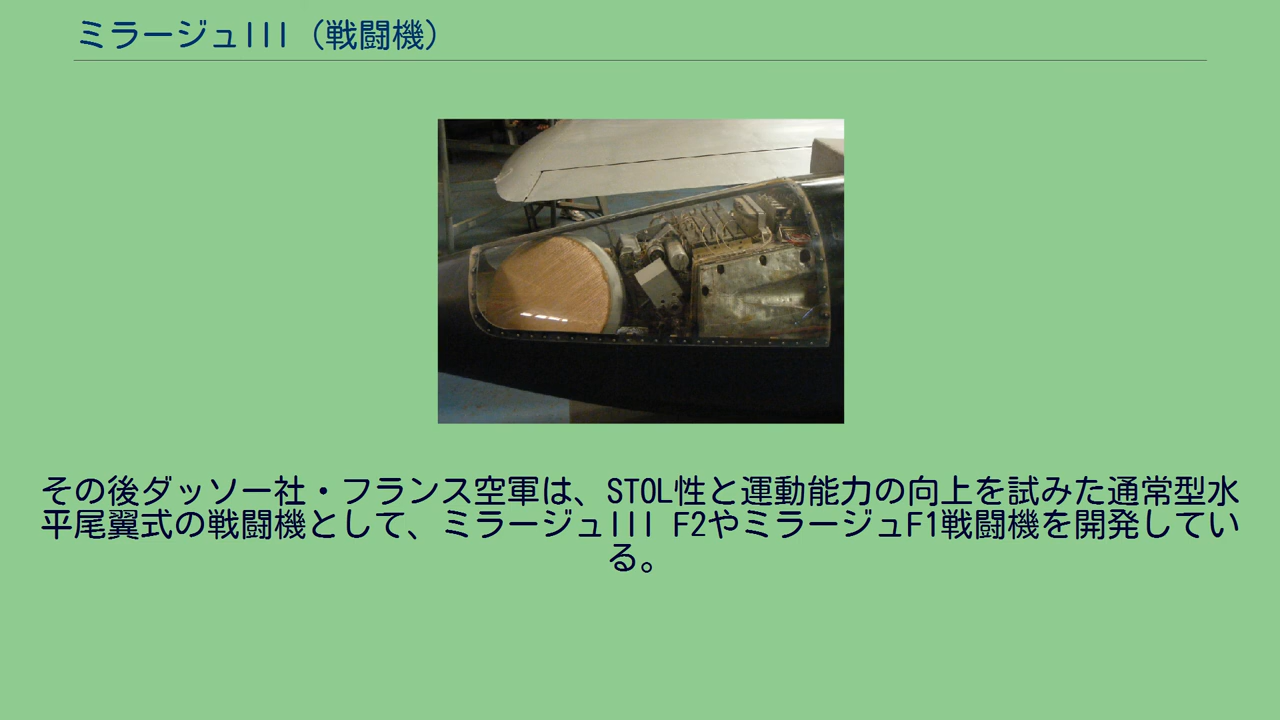 ミラージュIII（戦闘機）
その後ダッソー社・フランス空軍は、STOL性と運動能力の向上を試みた通常型水
平尾翼式の戦闘機として、ミラージュIII F2やミラージュF1戦闘機を開発してい
る。